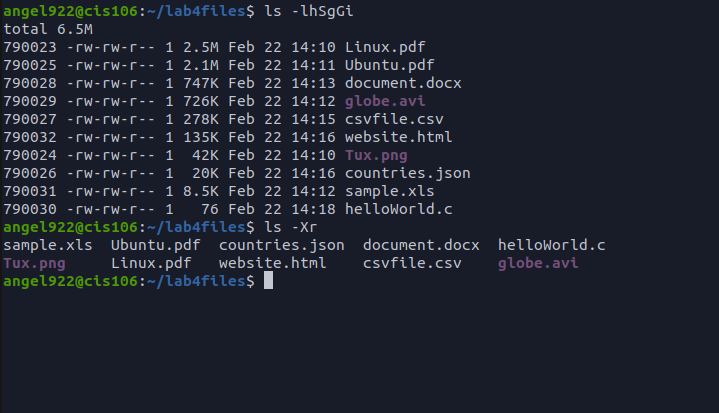 angel922@cis106:~/lab4files$ ls -lhSgGi
total 6.5M
790023 -rw-rw-r-- 1 2.5M Feb 22 14:10 Linux.pdf
790025 -rw-rw-r-- 1 2.1M Feb 22 14:11 Ubuntu.pdf
790028 -rw-rw-r-- 1 747K Feb 22 14:13 document.docx
790029 -rw-rw-r-- 1 726K Feb 22 14:12 globe.avi
790027 -rw-rw-r-- 1 278K Feb 22 14:15 csvfile.csv
790032 -rw-rw-r-- 1 135K Feb 22 14:16 website.html
790024 -rw-rw-r-- 1  42K Feb 22 14:10 Tux.png
790026 -rw-rw-r-- 1  20K Feb 22 14:16 countries.json
790031 -rw-rw-r-- 1 8.5K Feb 22 14:12 sample.xls
790030 -rw-rw-r-- 1   76 Feb 22 14:18 helloWorld.c
angel922@cis106:~/lab4files$ ls -Xr
sample.xls  Ubuntu.pdf  countries.json  document.docx  helloWorld.c
Tux.png     Linux.pdf   website.html    csvfile.csv    globe.avi
angel922@cis106:~/lab4files$